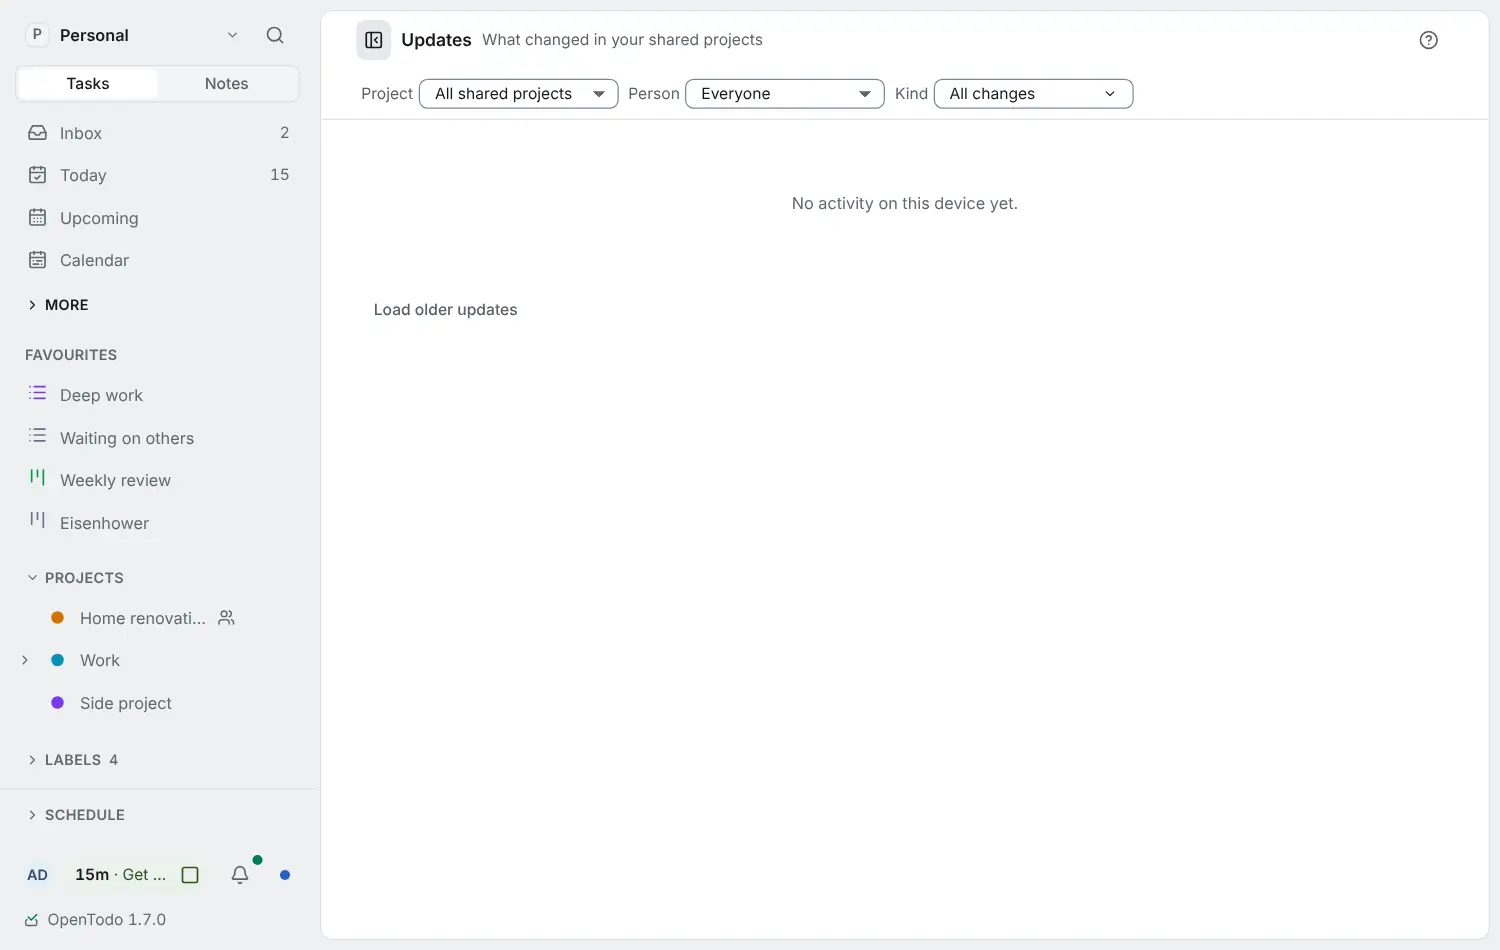 P Personal
Tasks Notes
Inbox 2
Today 15
Upcoming
Calendar
MORE
FAVOURITES
Deep work
Waiting on others
Weekly review
Eisenhower
PROJECTS
Home renovati...
Work
Side project
LABELS 4
SCHEDULE
AD 15m · Get ...
OpenTodo 1.7.0
Updates What changed in your shared projects
Project All shared projects Person Everyone Kind All changes
No activity on this device yet.
Load older updates